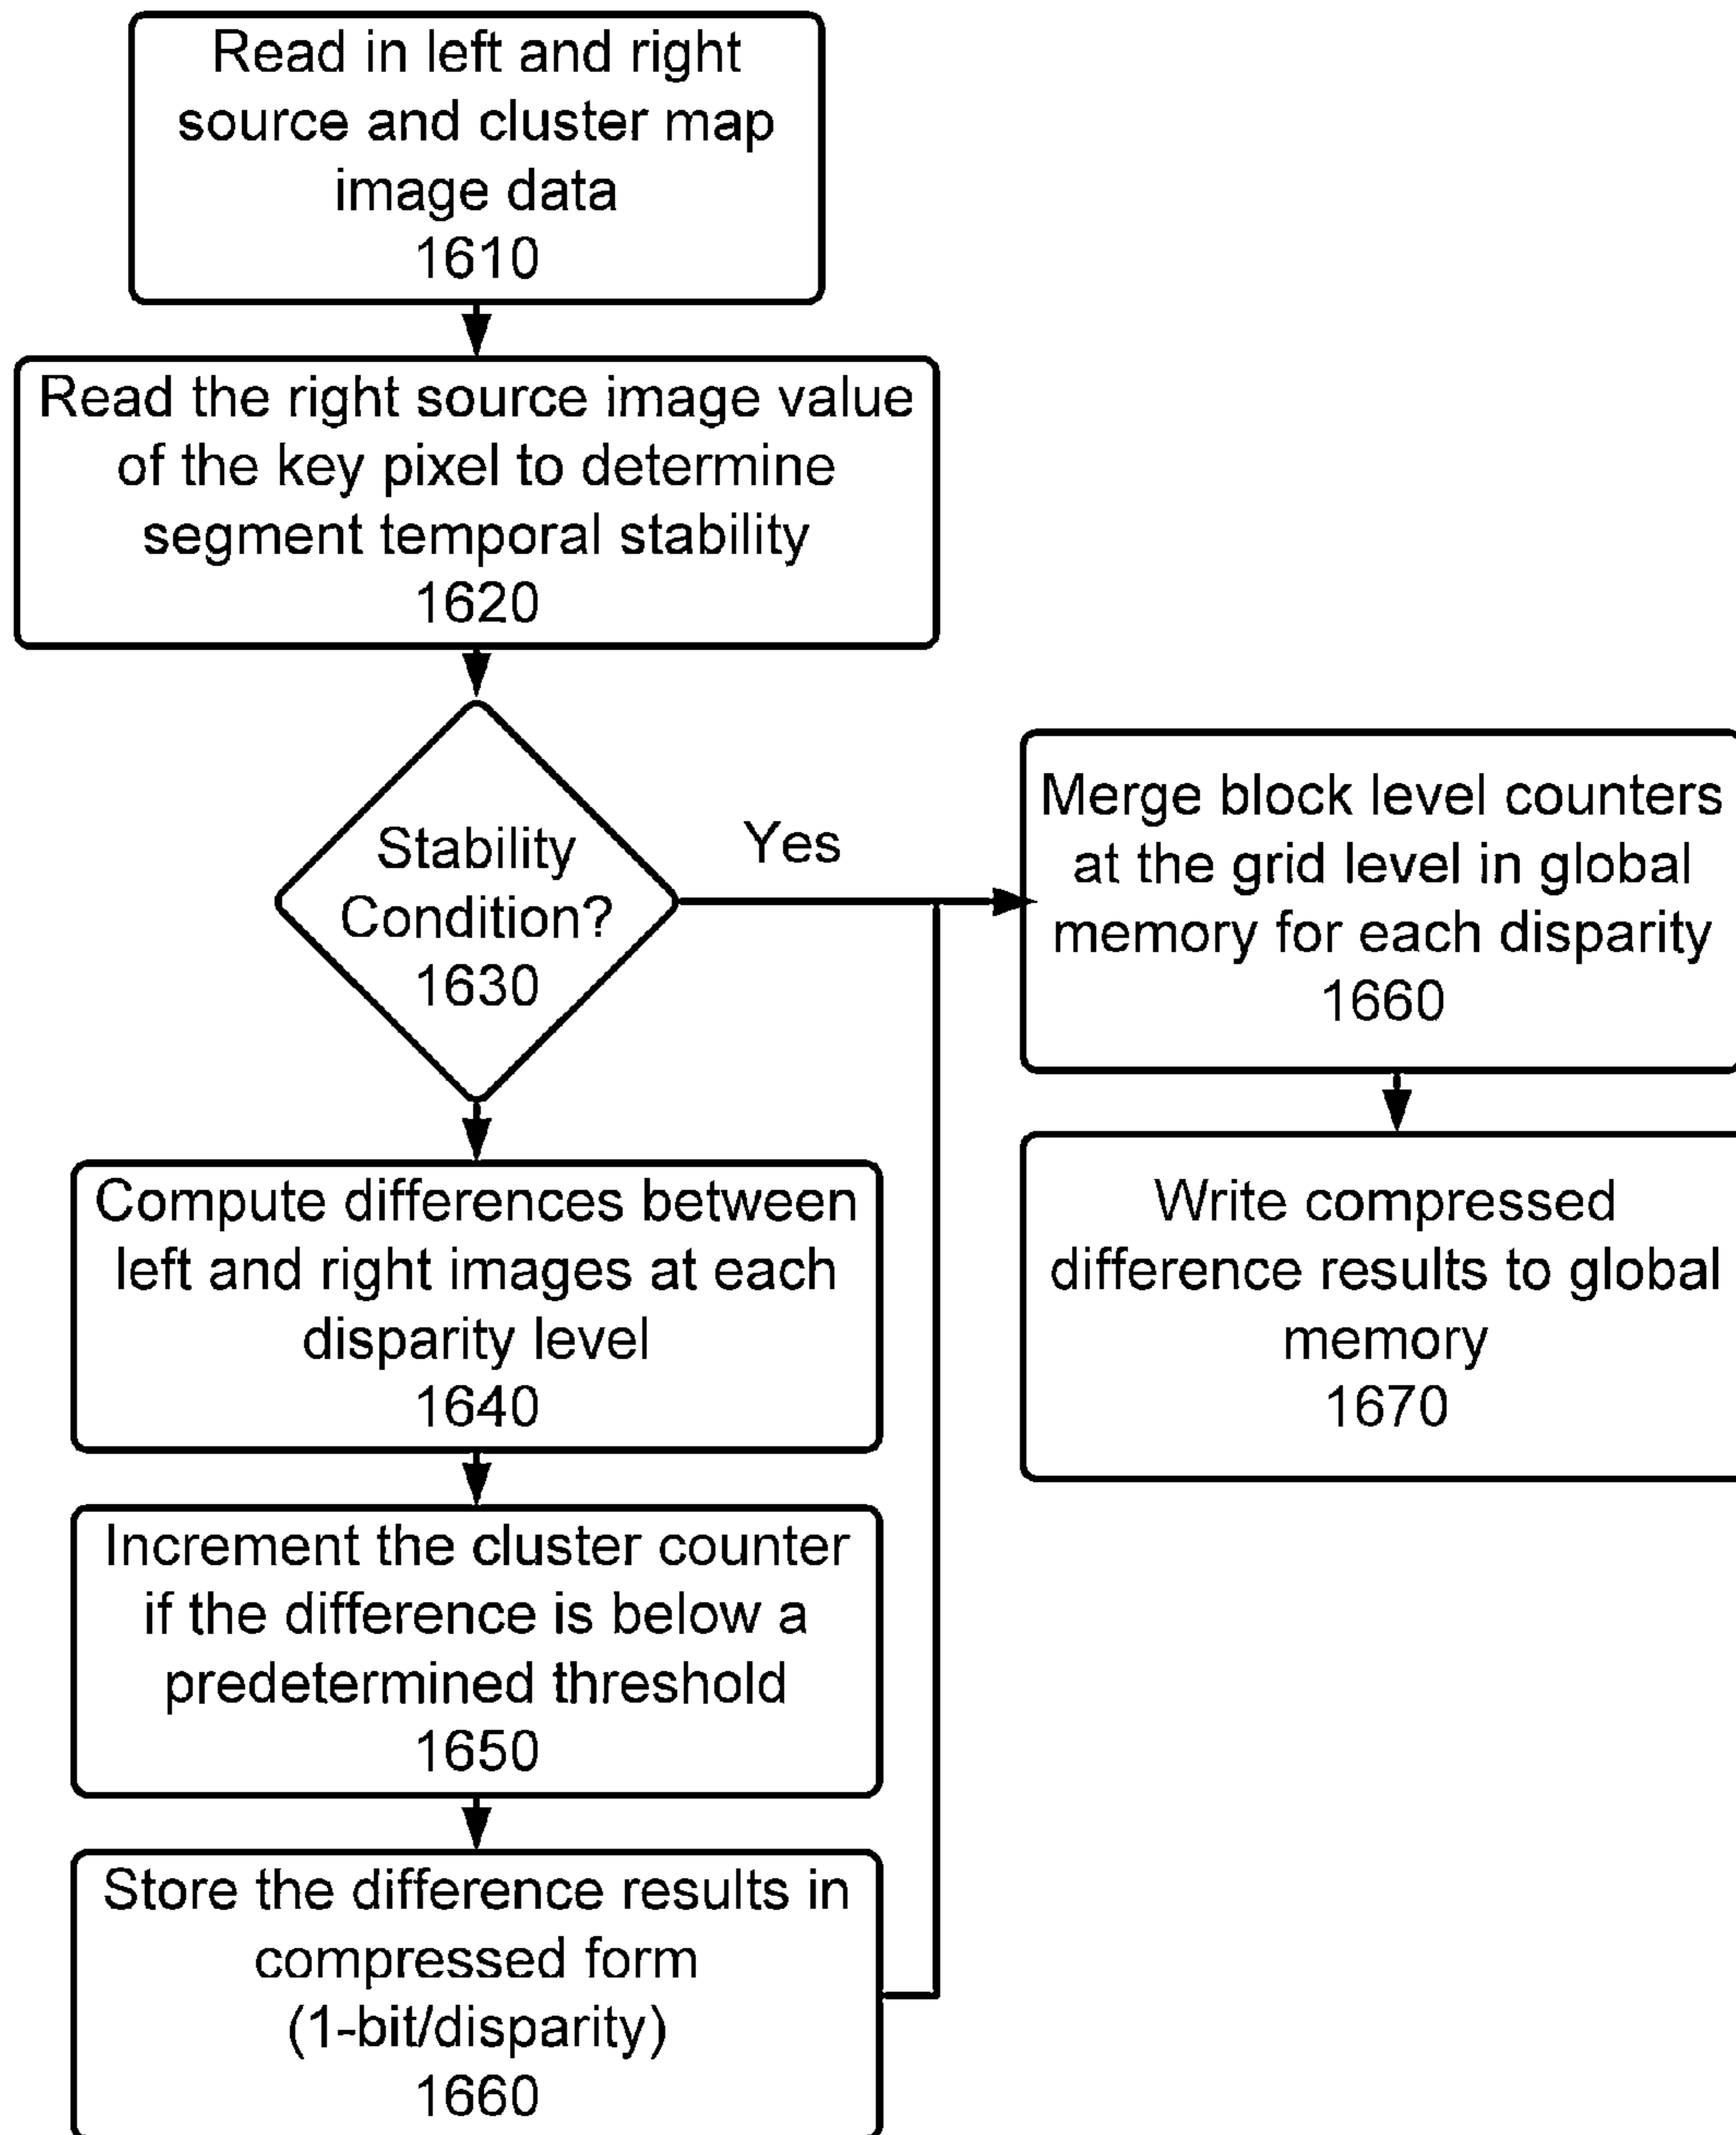 Read in left and right
source and cluster map
image data
1610
Read the right source image value
of the key pixel to determine
segment temporal stability
1620
Stability
Condition?
1630
Yes
Compute differences between
left and right images at each
disparity level
1640
Increment the cluster counter
if the difference is below a
predetermined threshold
1650
Store the difference results in
compressed form
(1-bit/disparity)
1660
Merge block level counters
at the grid level in global
memory for each disparity
1660
Write compressed
difference results to global
memory
1670